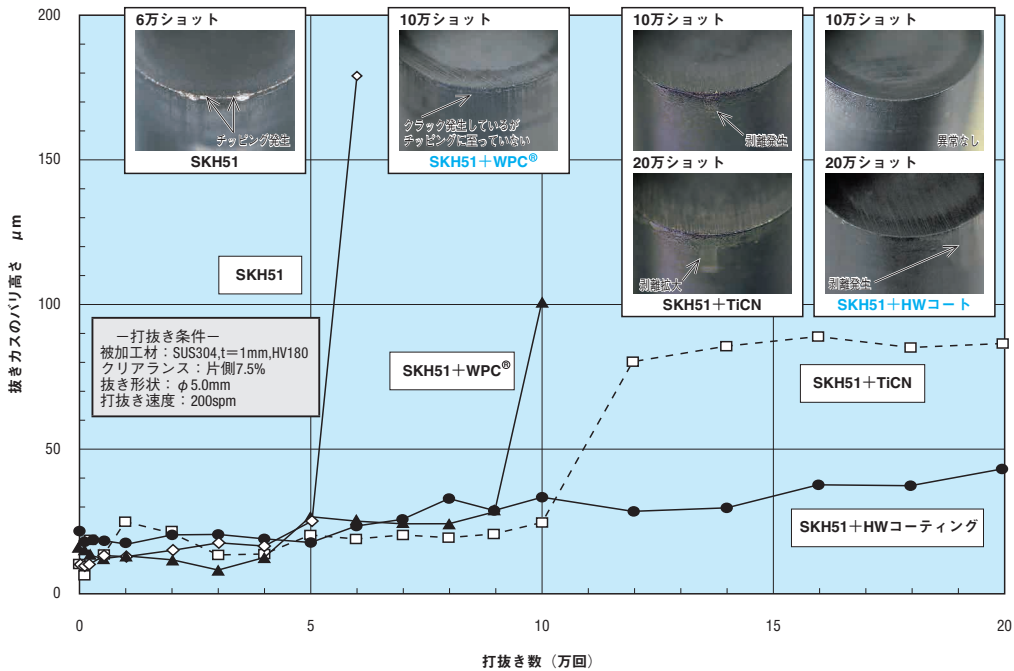 200
150
100
50
0
抜きカスのバリ高さ μm
6万ショット
チッピング発生
SKH51
10万ショット
クラック発生しているが
チッピングに至っていない
SKH51+WPC®
10万ショット
剥離発生
20万ショット
剥離拡大
SKH51+TiCN
10万ショット
異常なし
20万ショット
剥離発生
SKH51+HWコート
SKH51
−打抜き条件−
被加工材：SUS304,t=1mm,HV180
クリアランス：片側7.5%
抜き形状：φ5.0mm
打抜き速度：200spm
SKH51+WPC®
SKH51+TiCN
SKH51+HWコーティング
0
5
10
15
20
打抜き数（万回）